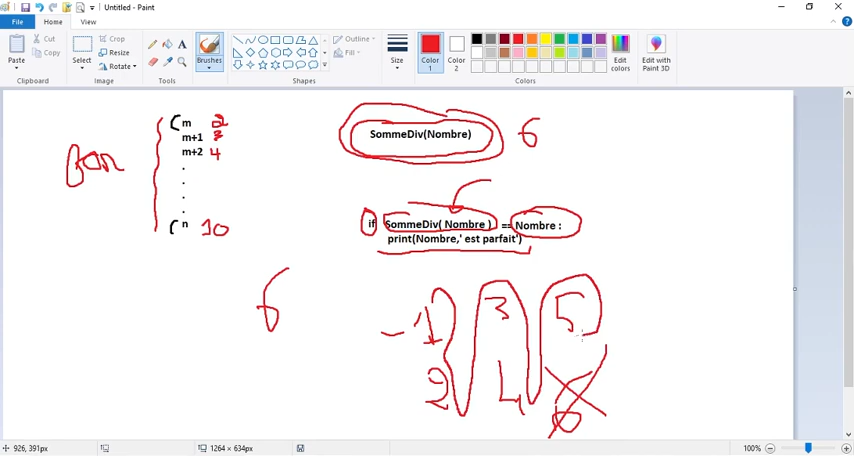 Untitled - Paint
File
Home
View
Paste
Cut
Copy
Clipboard
Select
Crop
Resize
Rotate
Image
Tools
Brushes
Shapes
Outline
Fill
Size
Color 1
Color 2
Edit colors
Colors
Edit with Paint 3D
m 2
m+1 3
m+2 4
.
.
.
.
n 10
for
SommeDiv(Nombre)
6
if SommeDiv( Nombre ) == Nombre :
print(Nombre,' est parfait')
6
1 3 5
2 4 6
926, 391px
1264 × 634px
100%